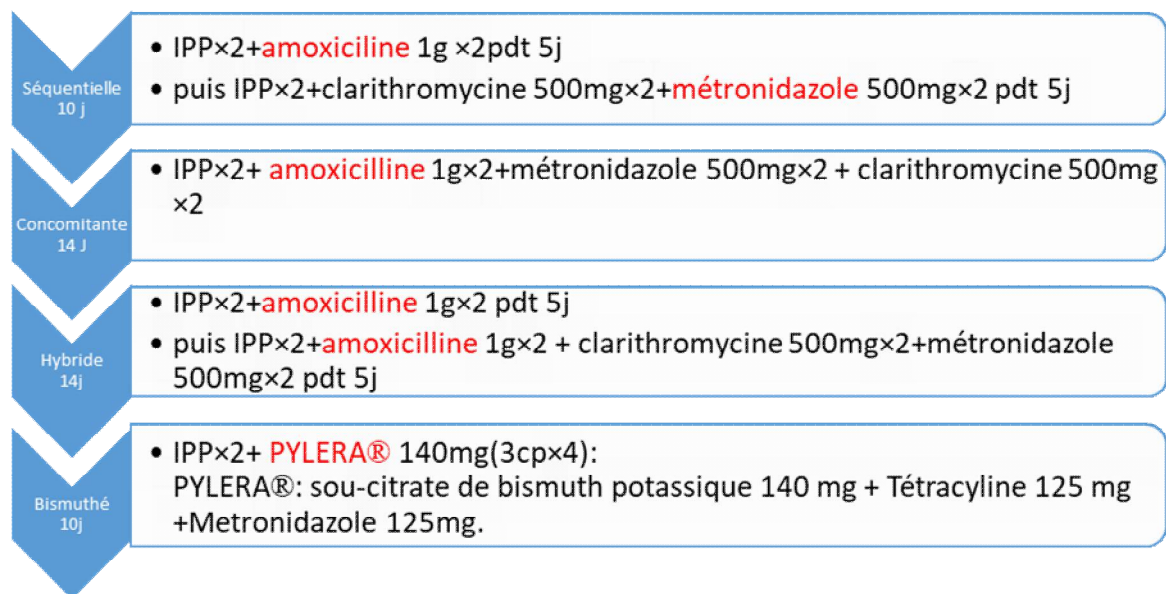 Séquentielle
10 j
• IPP×2+amoxiciline 1g ×2pdt 5j
• puis IPP×2+clarithromycine 500mg×2+métronidazole 500mg×2 pdt 5j
Concomitante
14 J
• IPP×2+ amoxicilline 1g×2+métronidazole 500mg×2 + clarithromycine 500mg
×2
Hybride
14j
• IPP×2+amoxicilline 1g×2 pdt 5j
• puis IPP×2+amoxicilline 1g×2 + clarithromycine 500mg×2+métronidazole
500mg×2 pdt 5j
Bismuthé
10j
• IPP×2+ PYLERA® 140mg(3cp×4):
PYLERA®: sou-citrate de bismuth potassique 140 mg + Tétracyline 125 mg
+Metronidazole 125mg.